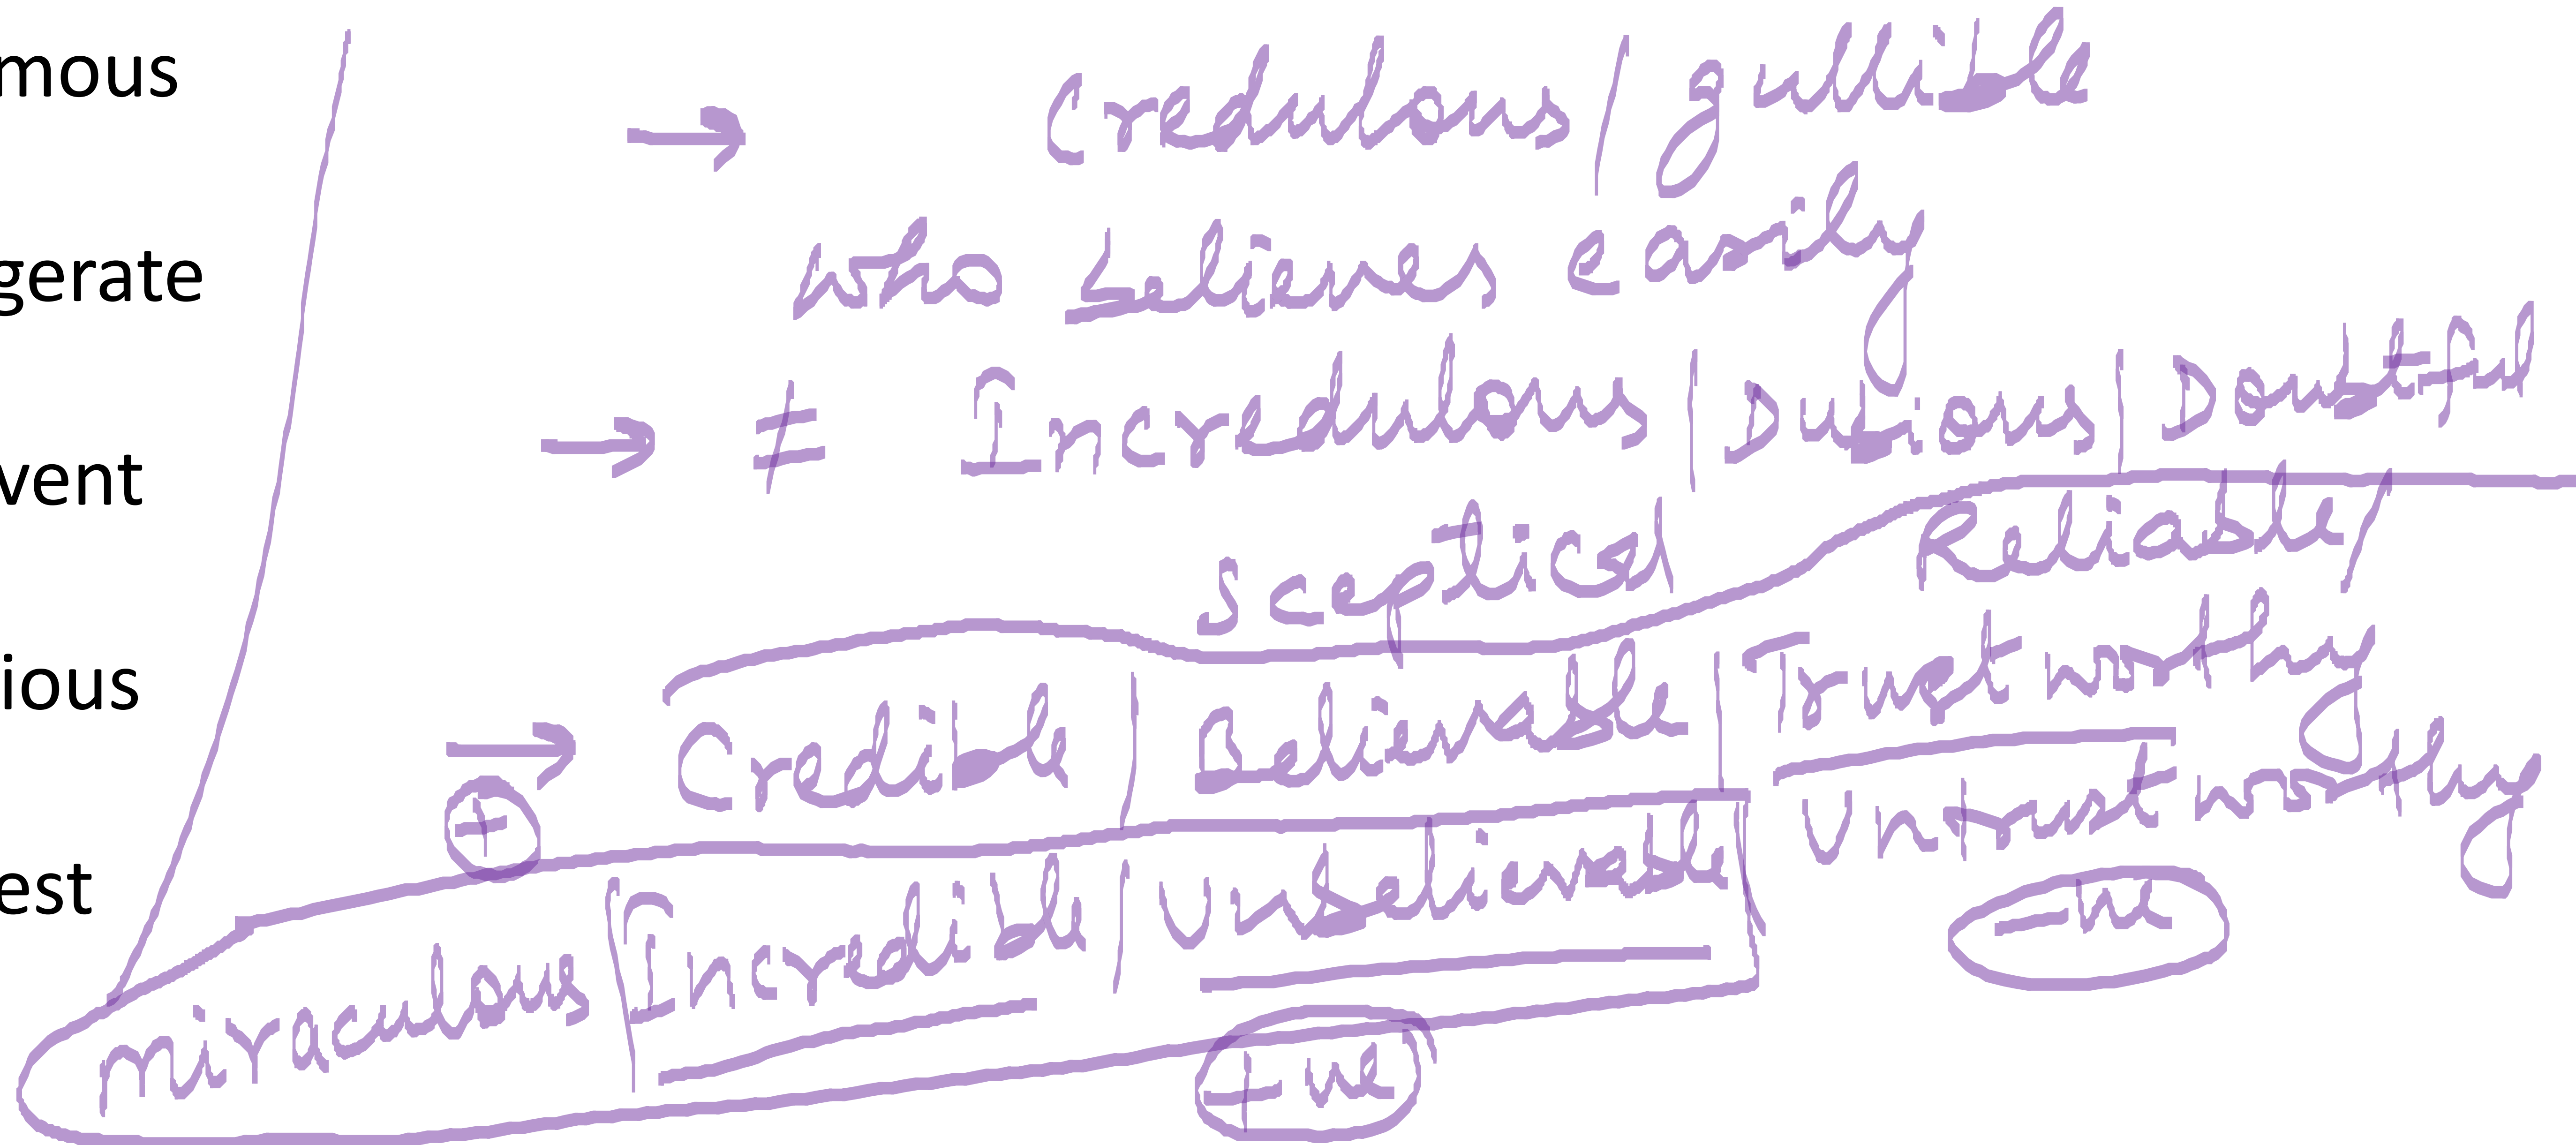 mous
→ Credulous / gullible
gerate
who believes easily
vent
→ ≠ Incredulous | Dubious | Doubtful
Sceptical
Reliable /
ious
→ Credible | Believable | Trustworthy
+
Untrustworthy
est
-ve
miraculous | Incredible | Unbelievable
+ve